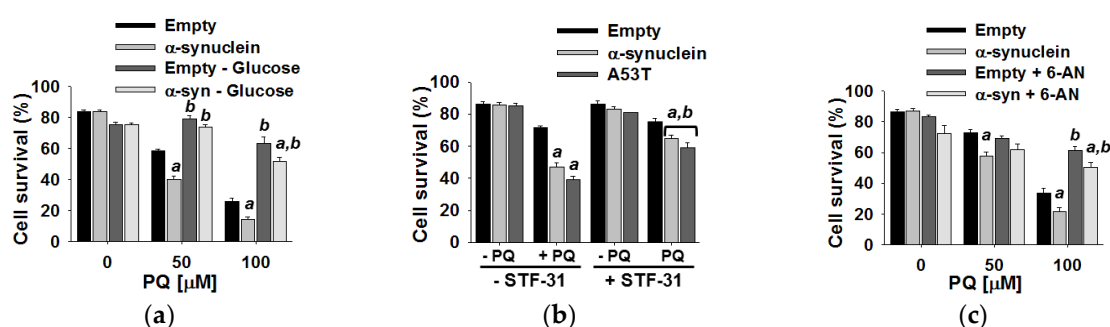 Empty
α-synuclein
Empty - Glucose
α-syn - Glucose
Cell survival (%)
100
80
60
40
20
0
a
b
b
a
b
a,b
0 50 100
PQ [μM]
(a)
Empty
α-synuclein
A53T
Cell survival (%)
100
80
60
40
20
0
a
a
a,b
- PQ + PQ - PQ PQ
- STF-31 + STF-31
(b)
Empty
α-synuclein
Empty + 6-AN
α-syn + 6-AN
Cell survival (%)
100
80
60
40
20
0
a
a
b
a,b
0 50 100
PQ [μM]
(c)